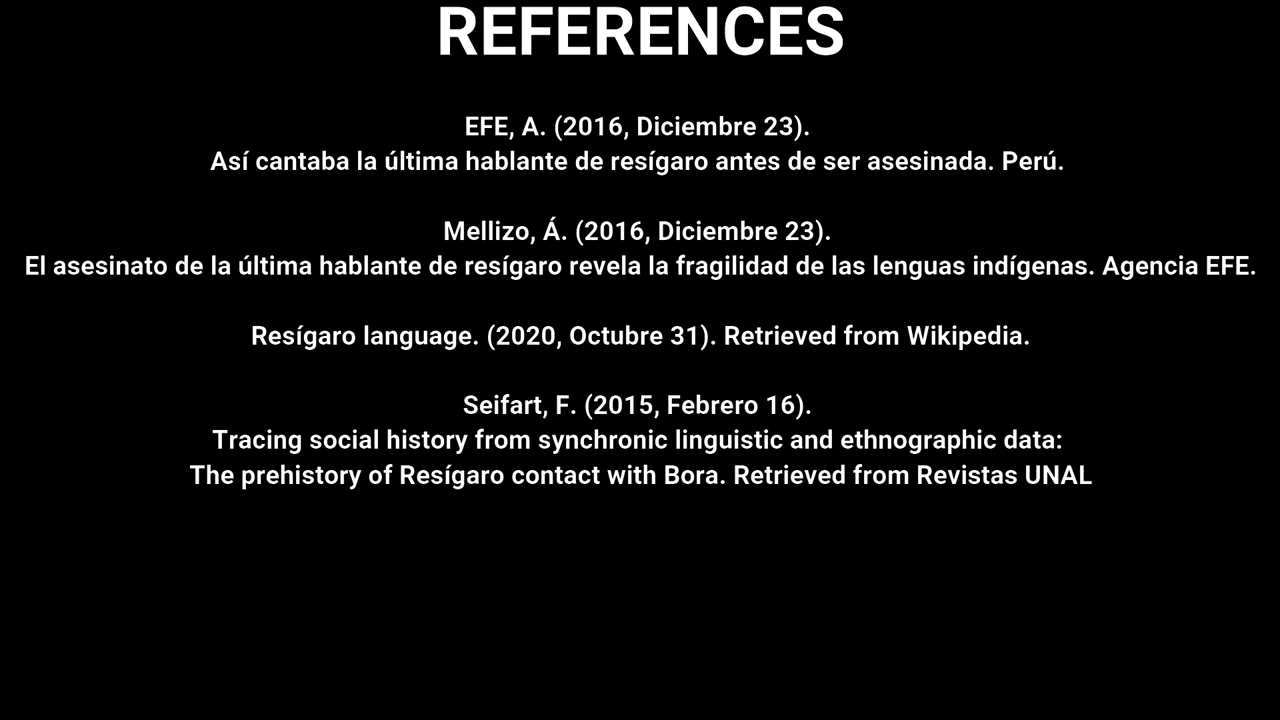 REFERENCES
EFE, A. (2016, Diciembre 23).
Así cantaba la última hablante de resígaro antes de ser asesinada. Perú.
Mellizo, Á. (2016, Diciembre 23).
El asesinato de la última hablante de resígaro revela la fragilidad de las lenguas indígenas. Agencia EFE.
Resígaro language. (2020, Octubre 31). Retrieved from Wikipedia.
Seifart, F. (2015, Febrero 16).
Tracing social history from synchronic linguistic and ethnographic data:
The prehistory of Resígaro contact with Bora. Retrieved from Revistas UNAL